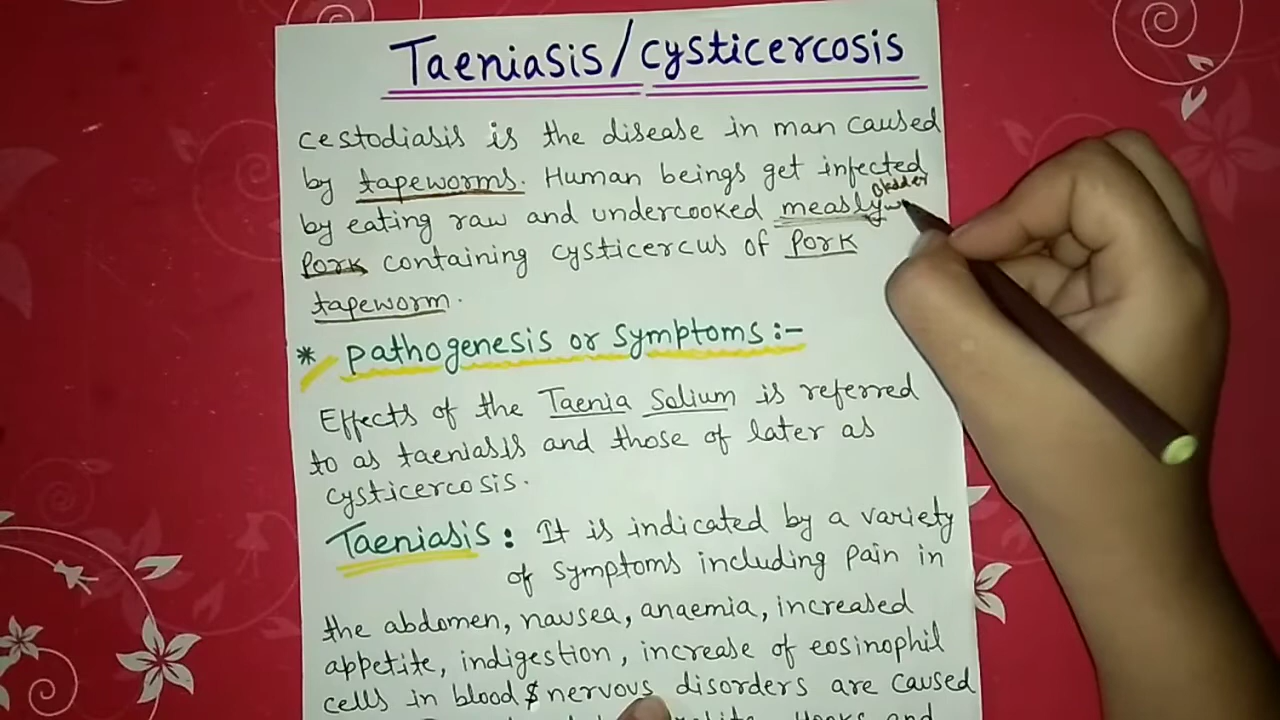 Taeniasis/cysticercosis
cestodiasis is the disease in man caused
by tapeworms. Human beings get infected
bladder
by eating raw and undercooked measly
Pork containing cysticercus of Pork
tapeworm.
* pathogenesis or symptoms:-
Effects of the Taenia Solium is referred
to as taeniasis and those of later as
cysticercosis.
Taeniasis: It is indicated by a variety
of symptoms including pain in
the abdomen, nausea, anaemia, increased
appetite, indigestion, increase of eosinophil
cells in blood & nervous disorders are caused
Hooks and